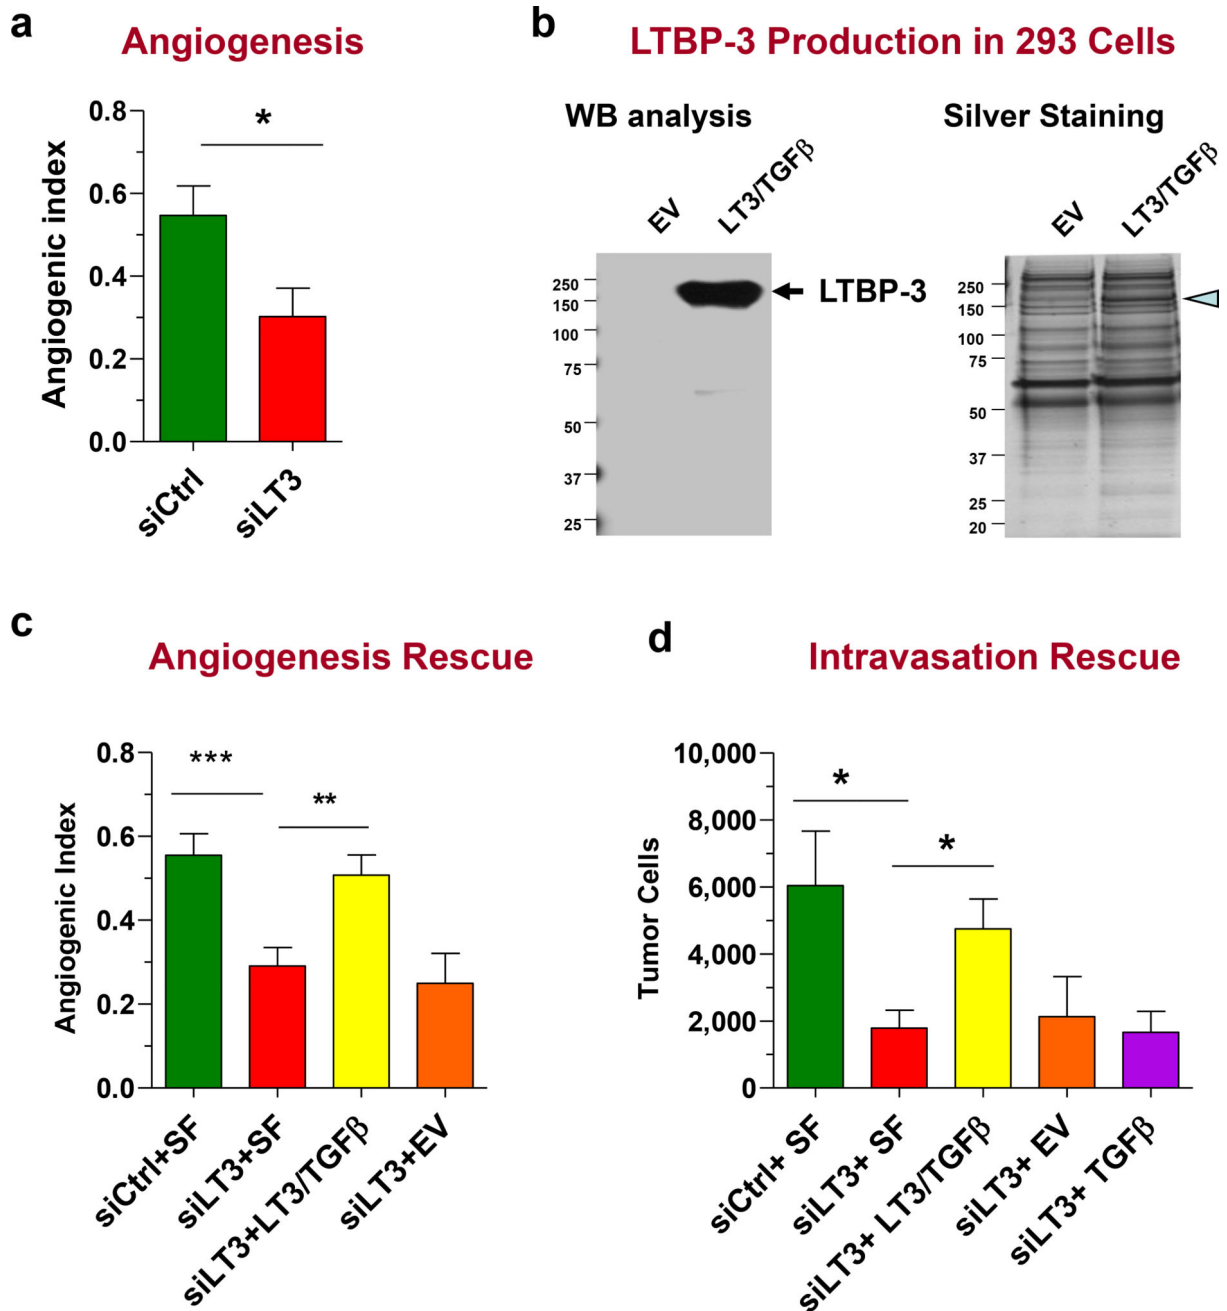 a
Angiogenesis
0.8
0.6
0.4
0.2
0.0
Angiogenic index
*
siCtrl
siLT3
b
LTBP-3 Production in 293 Cells
WB analysis
EV
LT3/TGFβ
250
150
100
75
50
37
25
LTBP-3
Silver Staining
EV
LT3/TGFβ
250
150
100
75
50
37
25
20
c
Angiogenesis Rescue
0.8
0.6
0.4
0.2
0.0
Angiogenic Index
***
**
siCtrl+SF
siLT3+SF
siLT3+LT3/TGFβ
siLT3+EV
d
Intravasation Rescue
10,000
8,000
6,000
4,000
2,000
0
Tumor Cells
*
*
siCtrl+ SF
siLT3+ SF
siLT3+ LT3/TGFβ
siLT3+ EV
siLT3+ TGFβ